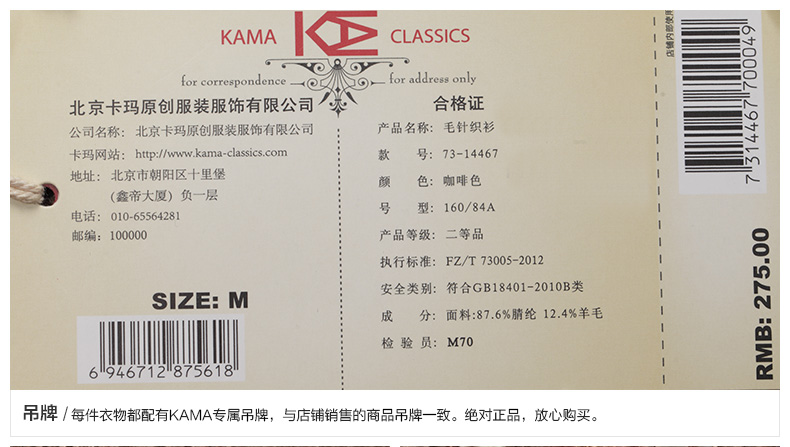 KAMA KA CLASSICS
for correspondence for address only
北京卡玛原创服装服饰有限公司
公司名称: 北京卡玛原创服装服饰有限公司
卡玛网站: http://www.kama-classics.com
地址: 北京市朝阳区十里堡
(鑫帝大厦) 负一层
电话: 010-65564281
邮编: 100000
SIZE: M
6 946712 875618
合格证
产品名称: 毛针织衫
款 号: 73-14467
颜 色: 咖啡色
号 型: 160/84A
产品等级: 二等品
执行标准: FZ/T 73005-2012
安全类别: 符合GB18401-2010B类
成 分: 面料:87.6%腈纶 12.4%羊毛
检 验 员: M70
店铺内部使用
7 314467 700049
RMB: 275.00
吊牌 / 每件衣物都配有KAMA专属吊牌，与店铺销售的商品吊牌一致。绝对正品，放心购买。